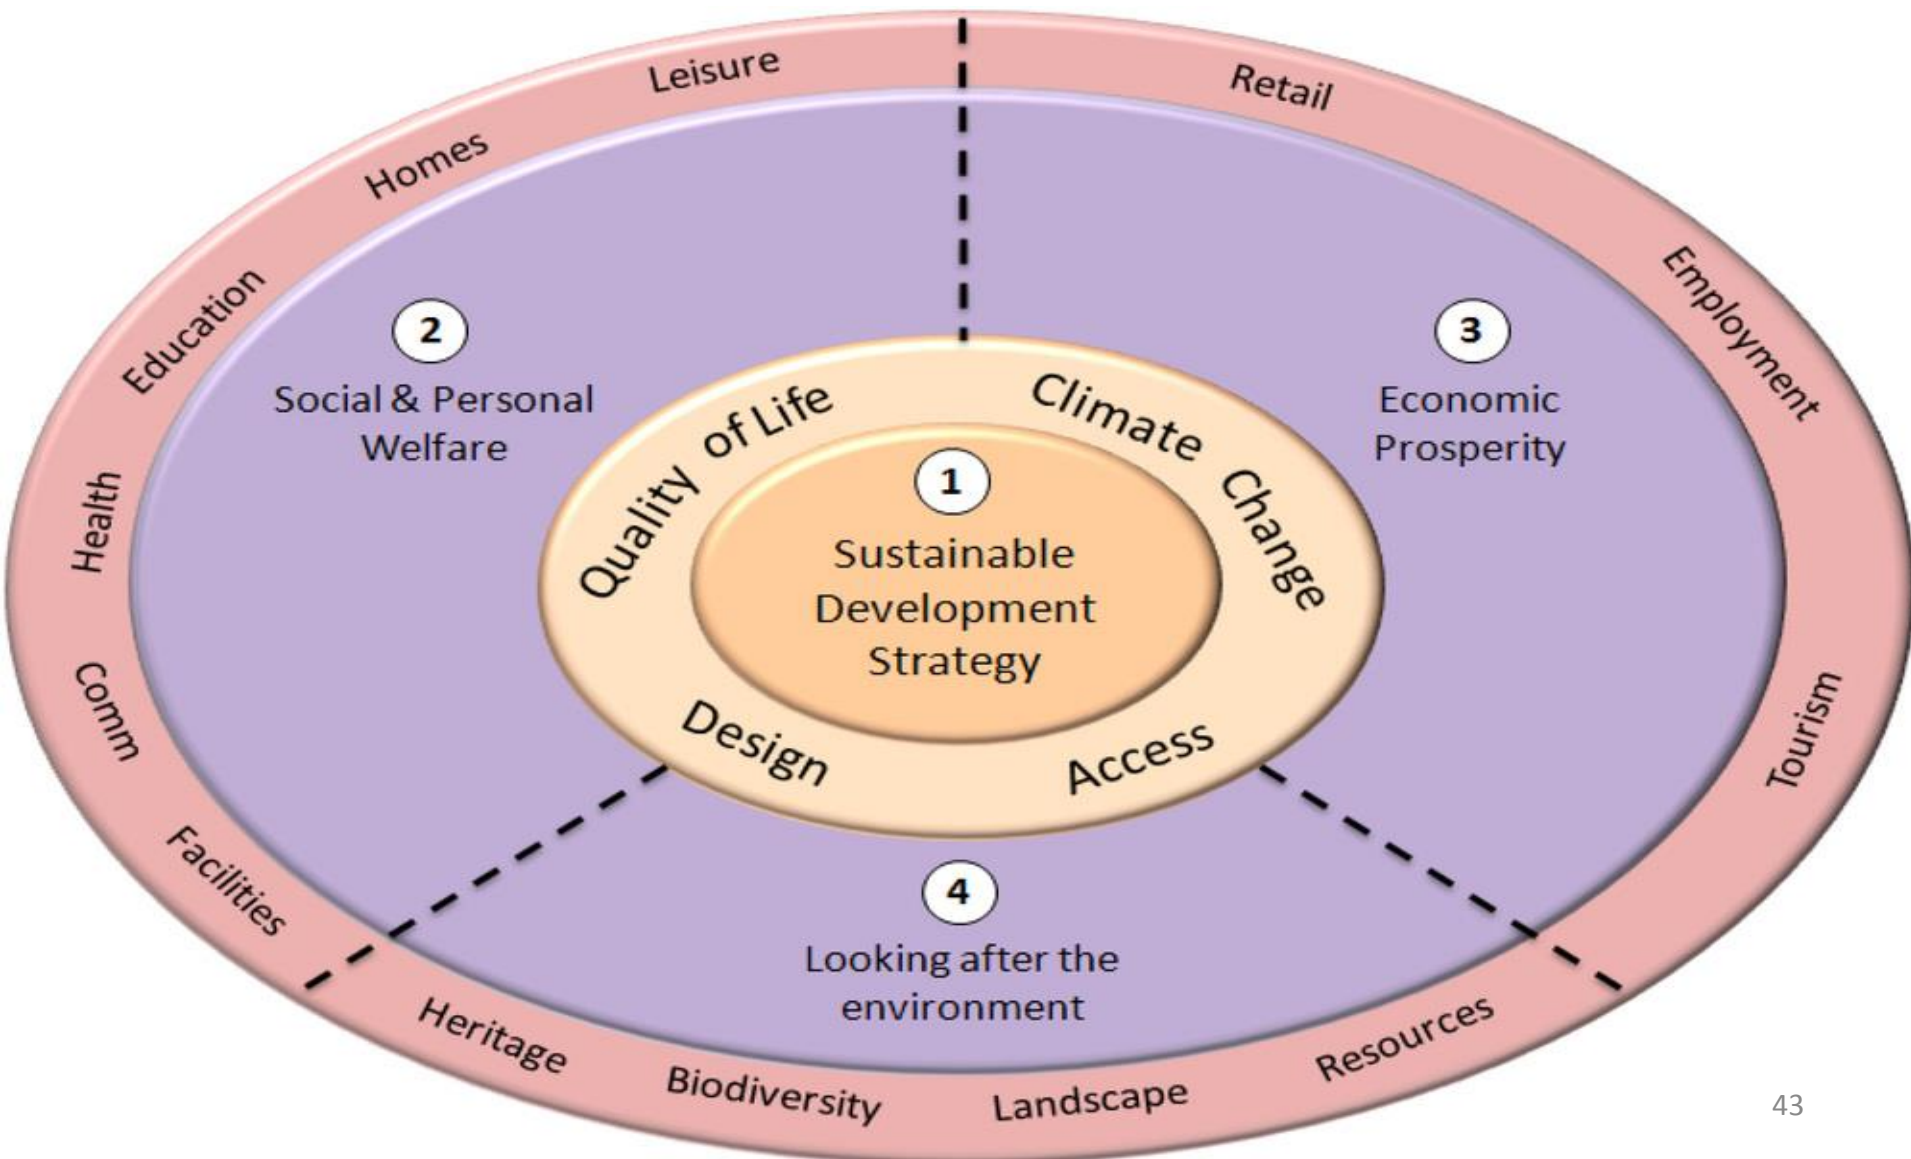 Leisure
Retail
Homes
Employment
Education
2
Social & Personal
Welfare
3
Economic
Prosperity
Quality of Life
Climate Change
1
Sustainable
Development
Strategy
Health
Comm
Facilities
Design
Access
Tourism
4
Looking after the
environment
Heritage
Biodiversity
Landscape
Resources
43